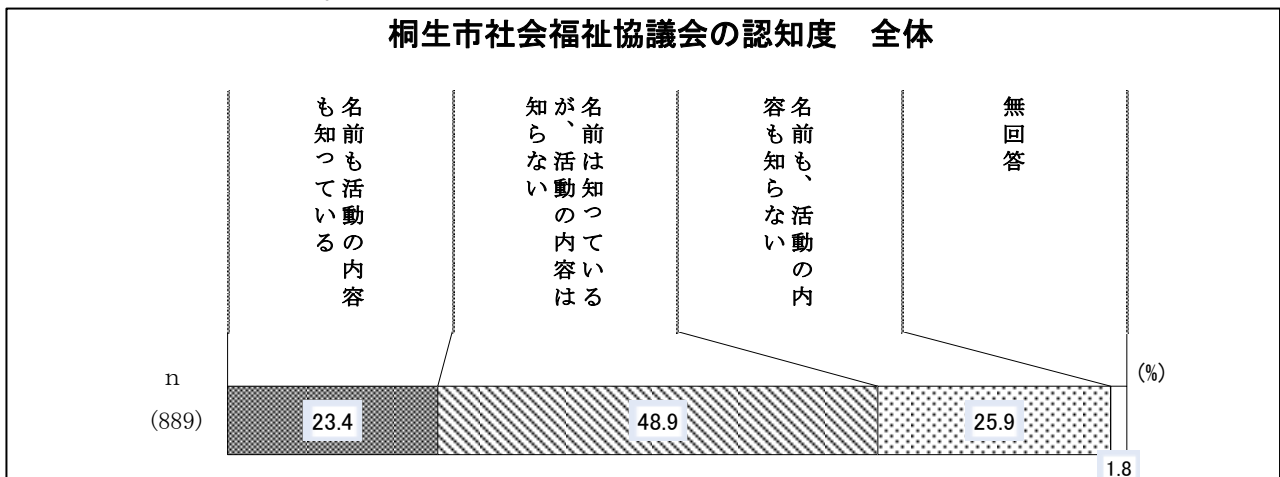 桐生市社会福祉協議会の認知度　全体
名前も活動の内容
も知っている
名前は知っている
が、活動の内容は
知らない
名前も、活動の内
容も知らない
無回答
(%)
n
(889)
23.4
48.9
25.9
1.8